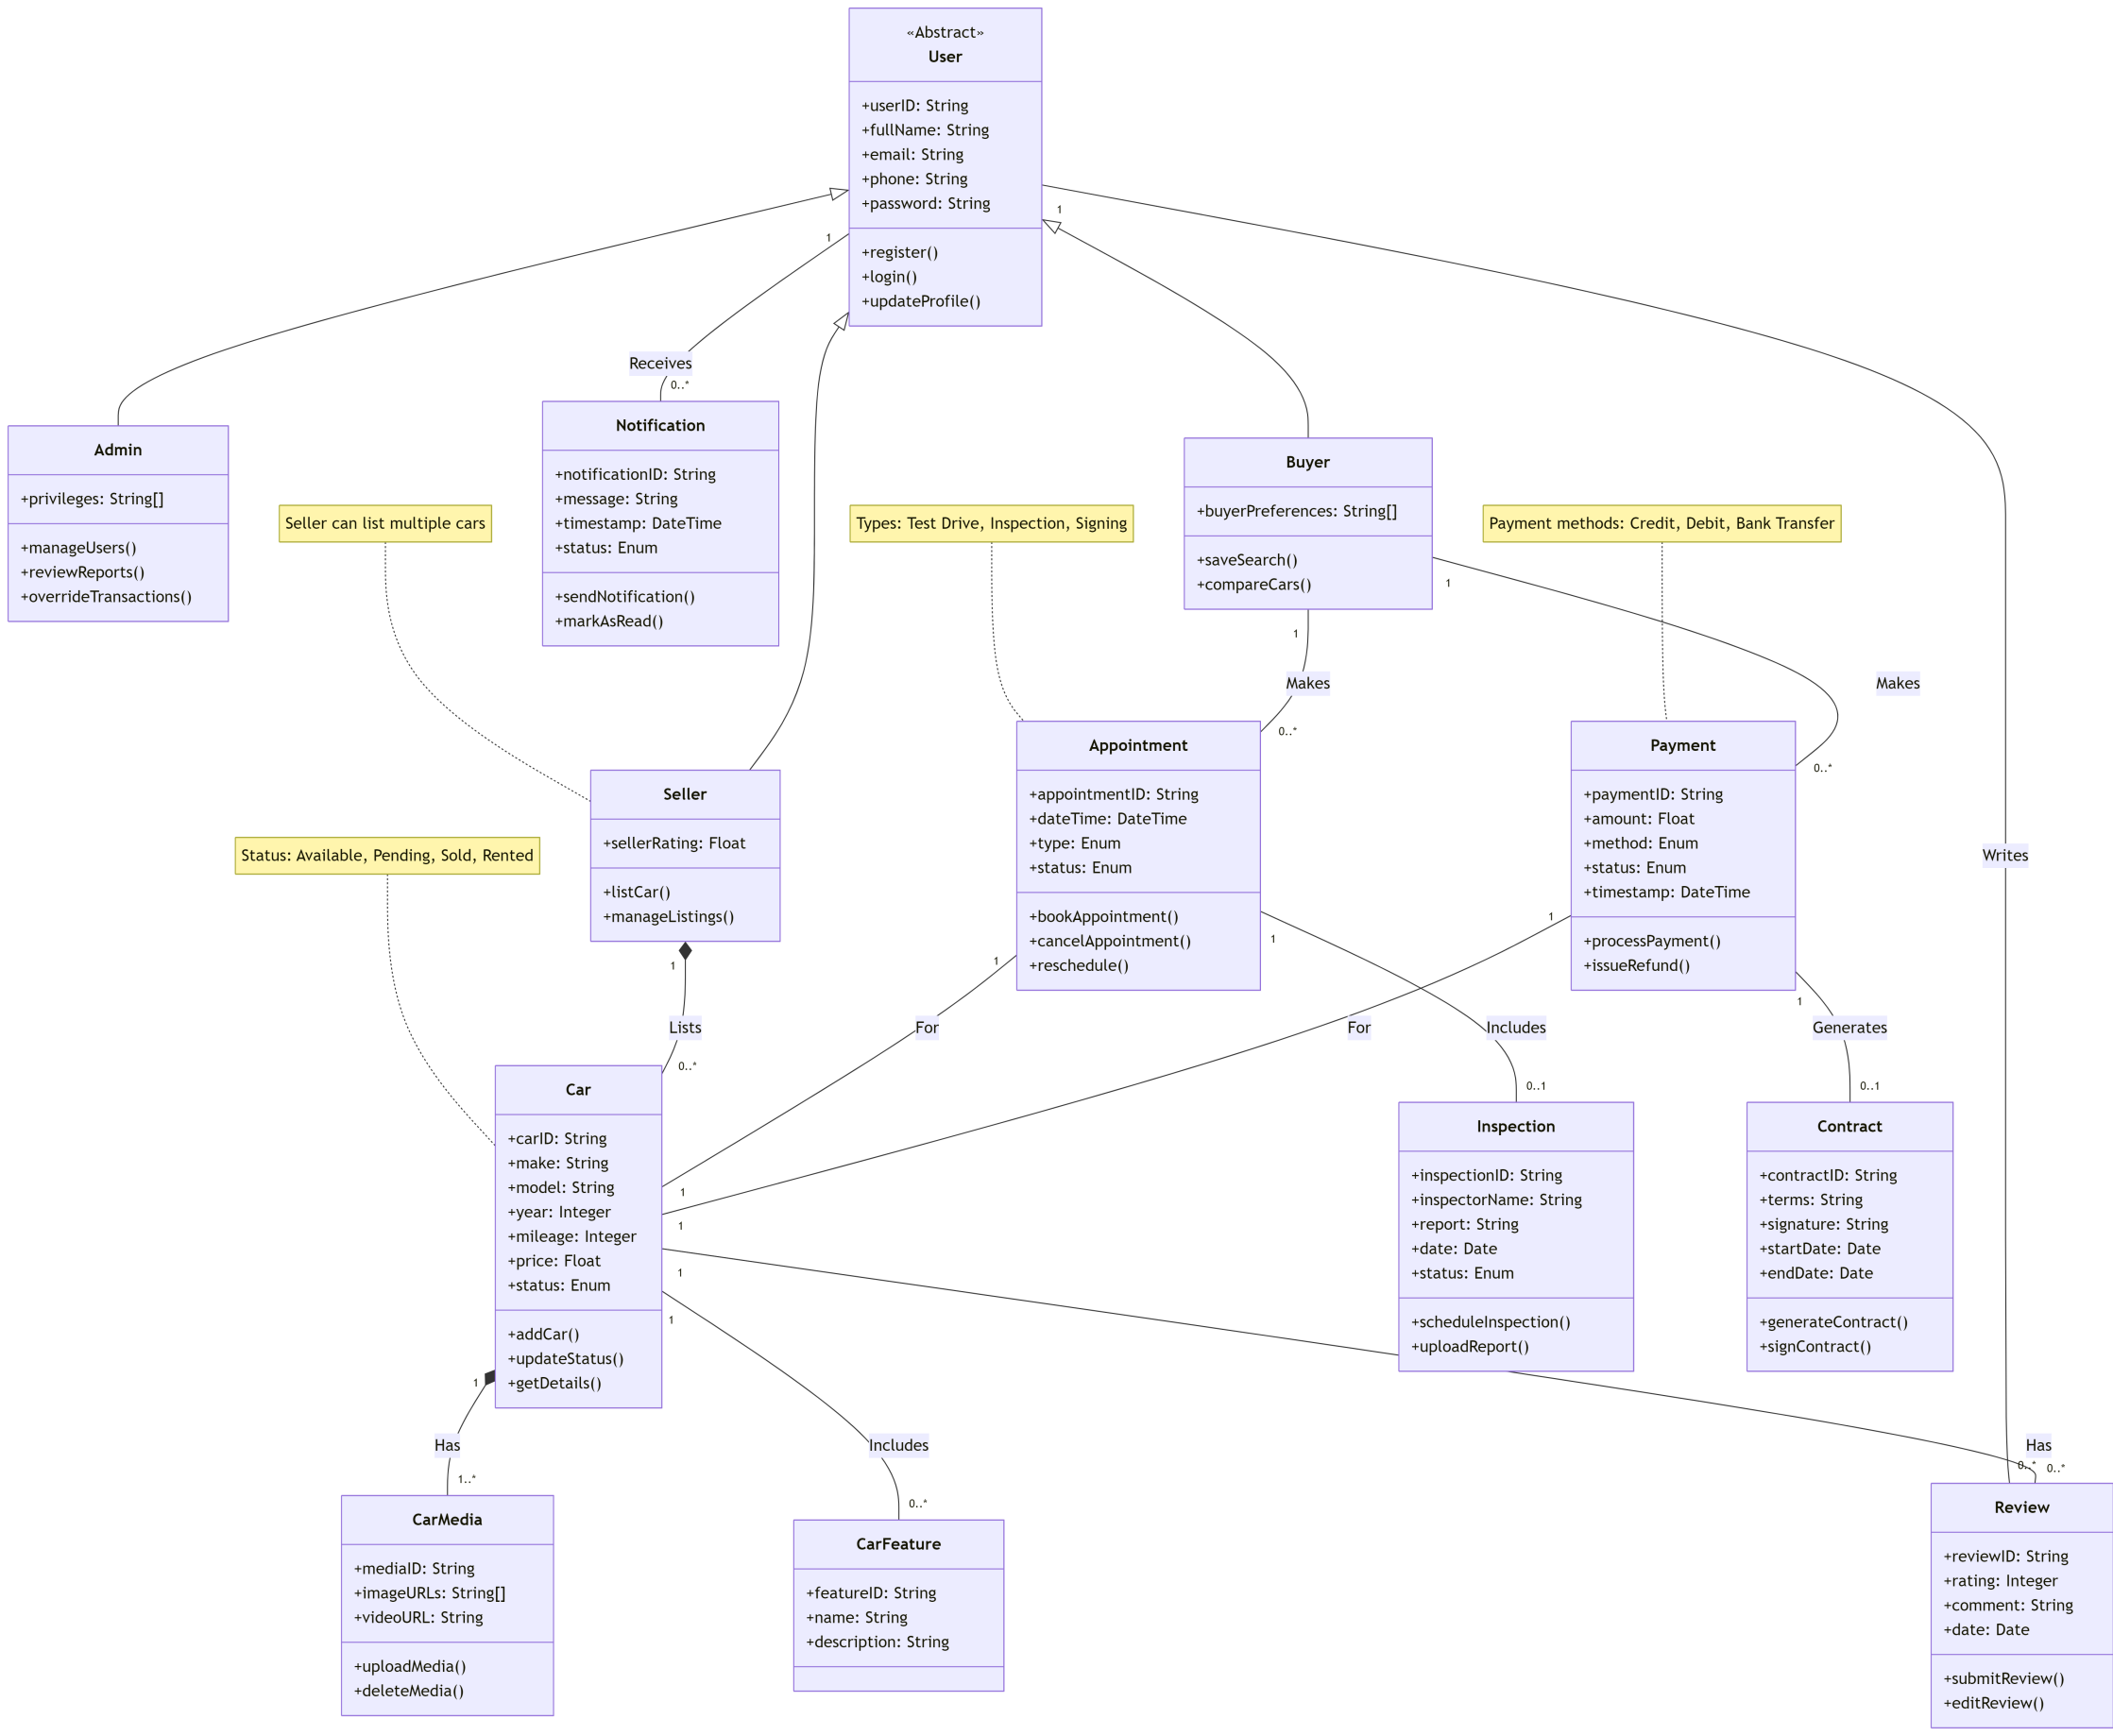 «Abstract»
User
+userID: String
+fullName: String
+email: String
+phone: String
+password: String
+register()
+login()
+updateProfile()
1
1
Receives
0..*
Admin
+privileges: String[]
+manageUsers()
+reviewReports()
+overrideTransactions()
Notification
+notificationID: String
+message: String
+timestamp: DateTime
+status: Enum
+sendNotification()
+markAsRead()
Buyer
+buyerPreferences: String[]
+saveSearch()
+compareCars()
Seller can list multiple cars
Types: Test Drive, Inspection, Signing
Payment methods: Credit, Debit, Bank Transfer
1
1
Makes
Makes
0..*
0..*
Seller
+sellerRating: Float
+listCar()
+manageListings()
Appointment
+appointmentID: String
+dateTime: DateTime
+type: Enum
+status: Enum
+bookAppointment()
+cancelAppointment()
+reschedule()
Payment
+paymentID: String
+amount: Float
+method: Enum
+status: Enum
+timestamp: DateTime
+processPayment()
+issueRefund()
Status: Available, Pending, Sold, Rented
Writes
1
1
1
1
1
Lists
For
For
Includes
Generates
0..*
0..1
0..1
Car
+carID: String
+make: String
+model: String
+year: Integer
+mileage: Integer
+price: Float
+status: Enum
+addCar()
+updateStatus()
+getDetails()
1
1
1
1
1
Inspection
+inspectionID: String
+inspectorName: String
+report: String
+date: Date
+status: Enum
+scheduleInspection()
+uploadReport()
Contract
+contractID: String
+terms: String
+signature: String
+startDate: Date
+endDate: Date
+generateContract()
+signContract()
Has
Includes
Has
1..*
0..*
0..*
0..*
CarMedia
+mediaID: String
+imageURLs: String[]
+videoURL: String
+uploadMedia()
+deleteMedia()
CarFeature
+featureID: String
+name: String
+description: String
Review
+reviewID: String
+rating: Integer
+comment: String
+date: Date
+submitReview()
+editReview()